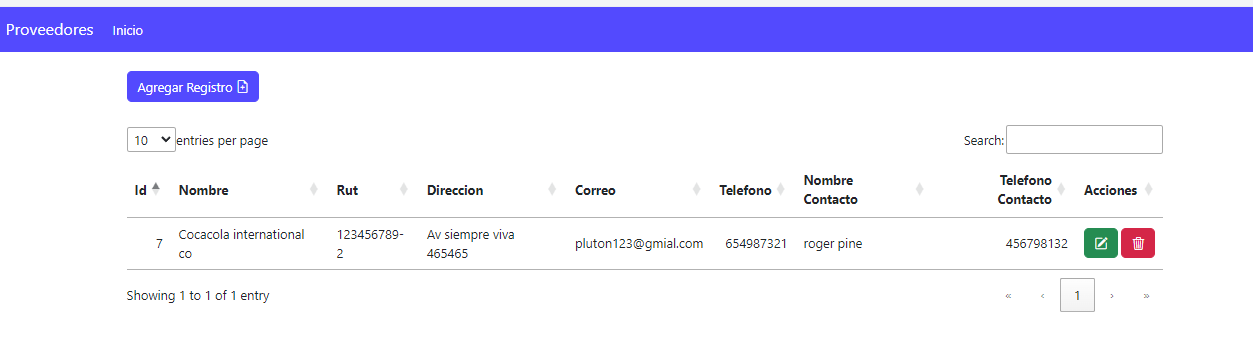 Proveedores Inicio
Agregar Registro
10 entries per page Search:
Id Nombre Rut Direccion Correo Telefono Nombre Contacto Telefono Contacto Acciones
7 Cocacola international co 123456789-2 Av siempre viva 465465 pluton123@gmial.com 654987321 roger pine 456798132
Showing 1 to 1 of 1 entry « ‹ 1 › »